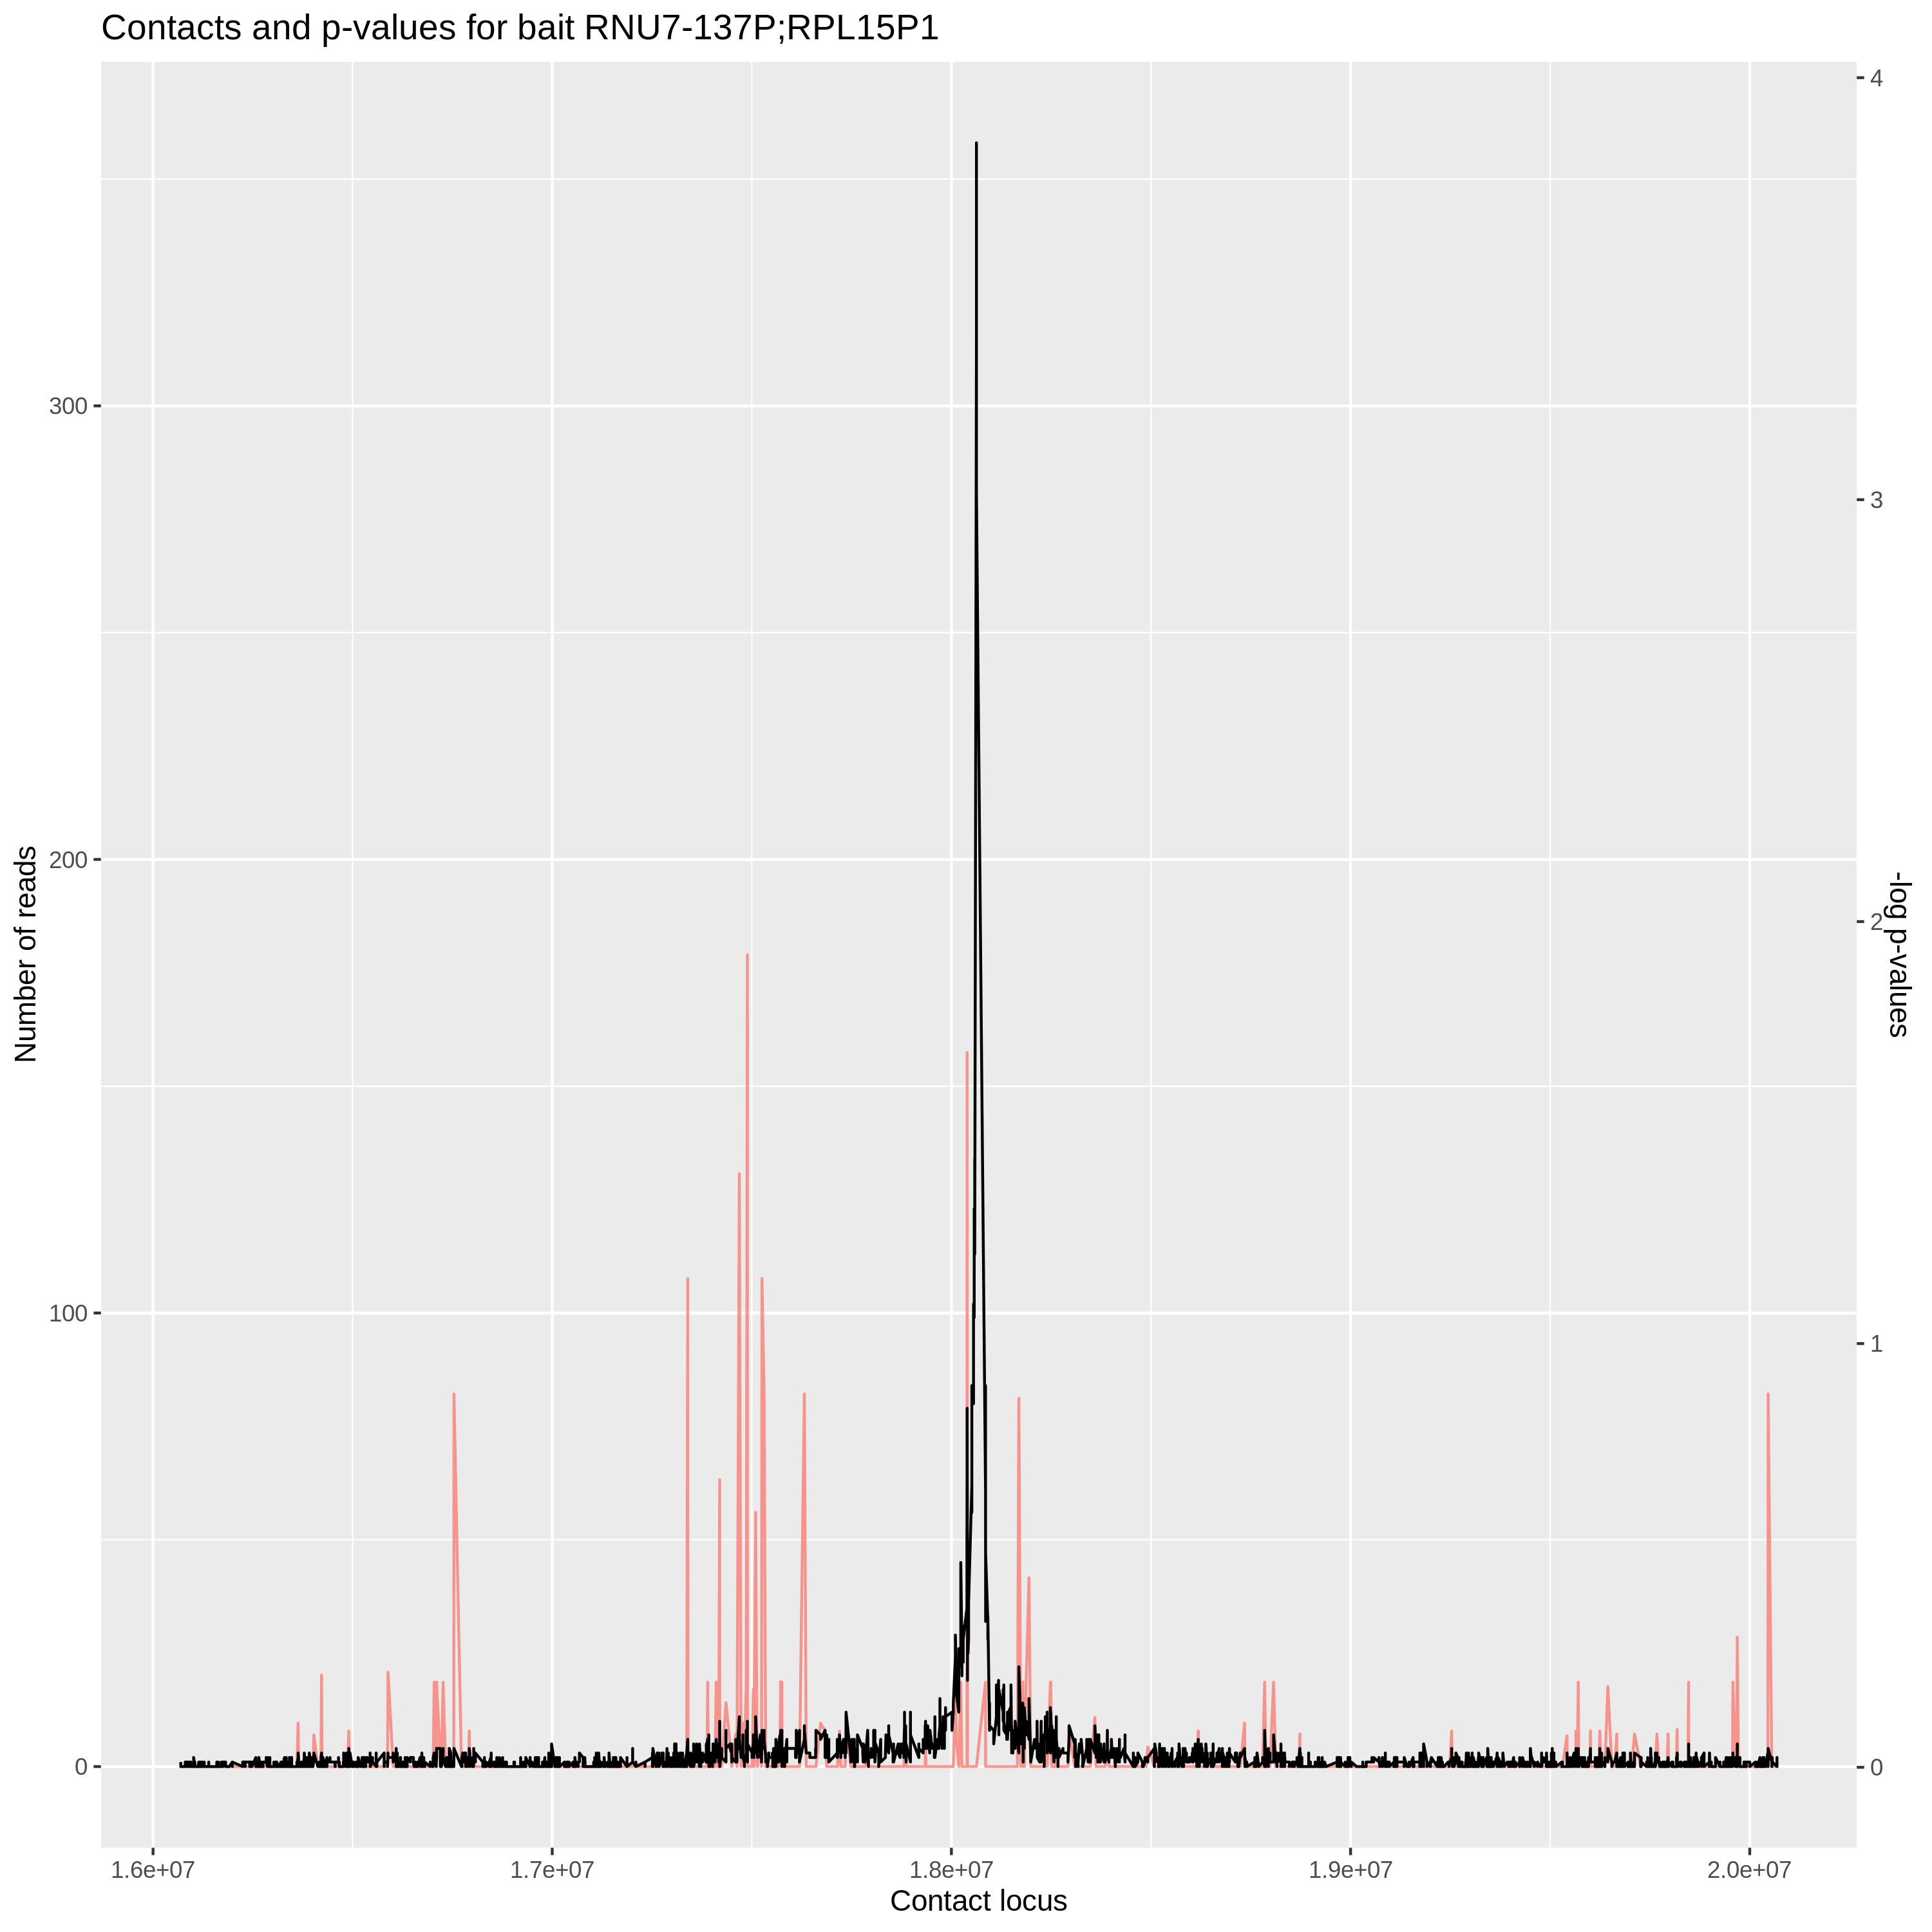 Contacts and p-values for bait RNU7-137P;RPL15P1
4
3
2
1
0
-log p-values
300
200
100
0
Number of reads
1.6e+07
1.7e+07
1.8e+07
1.9e+07
2.0e+07
Contact locus